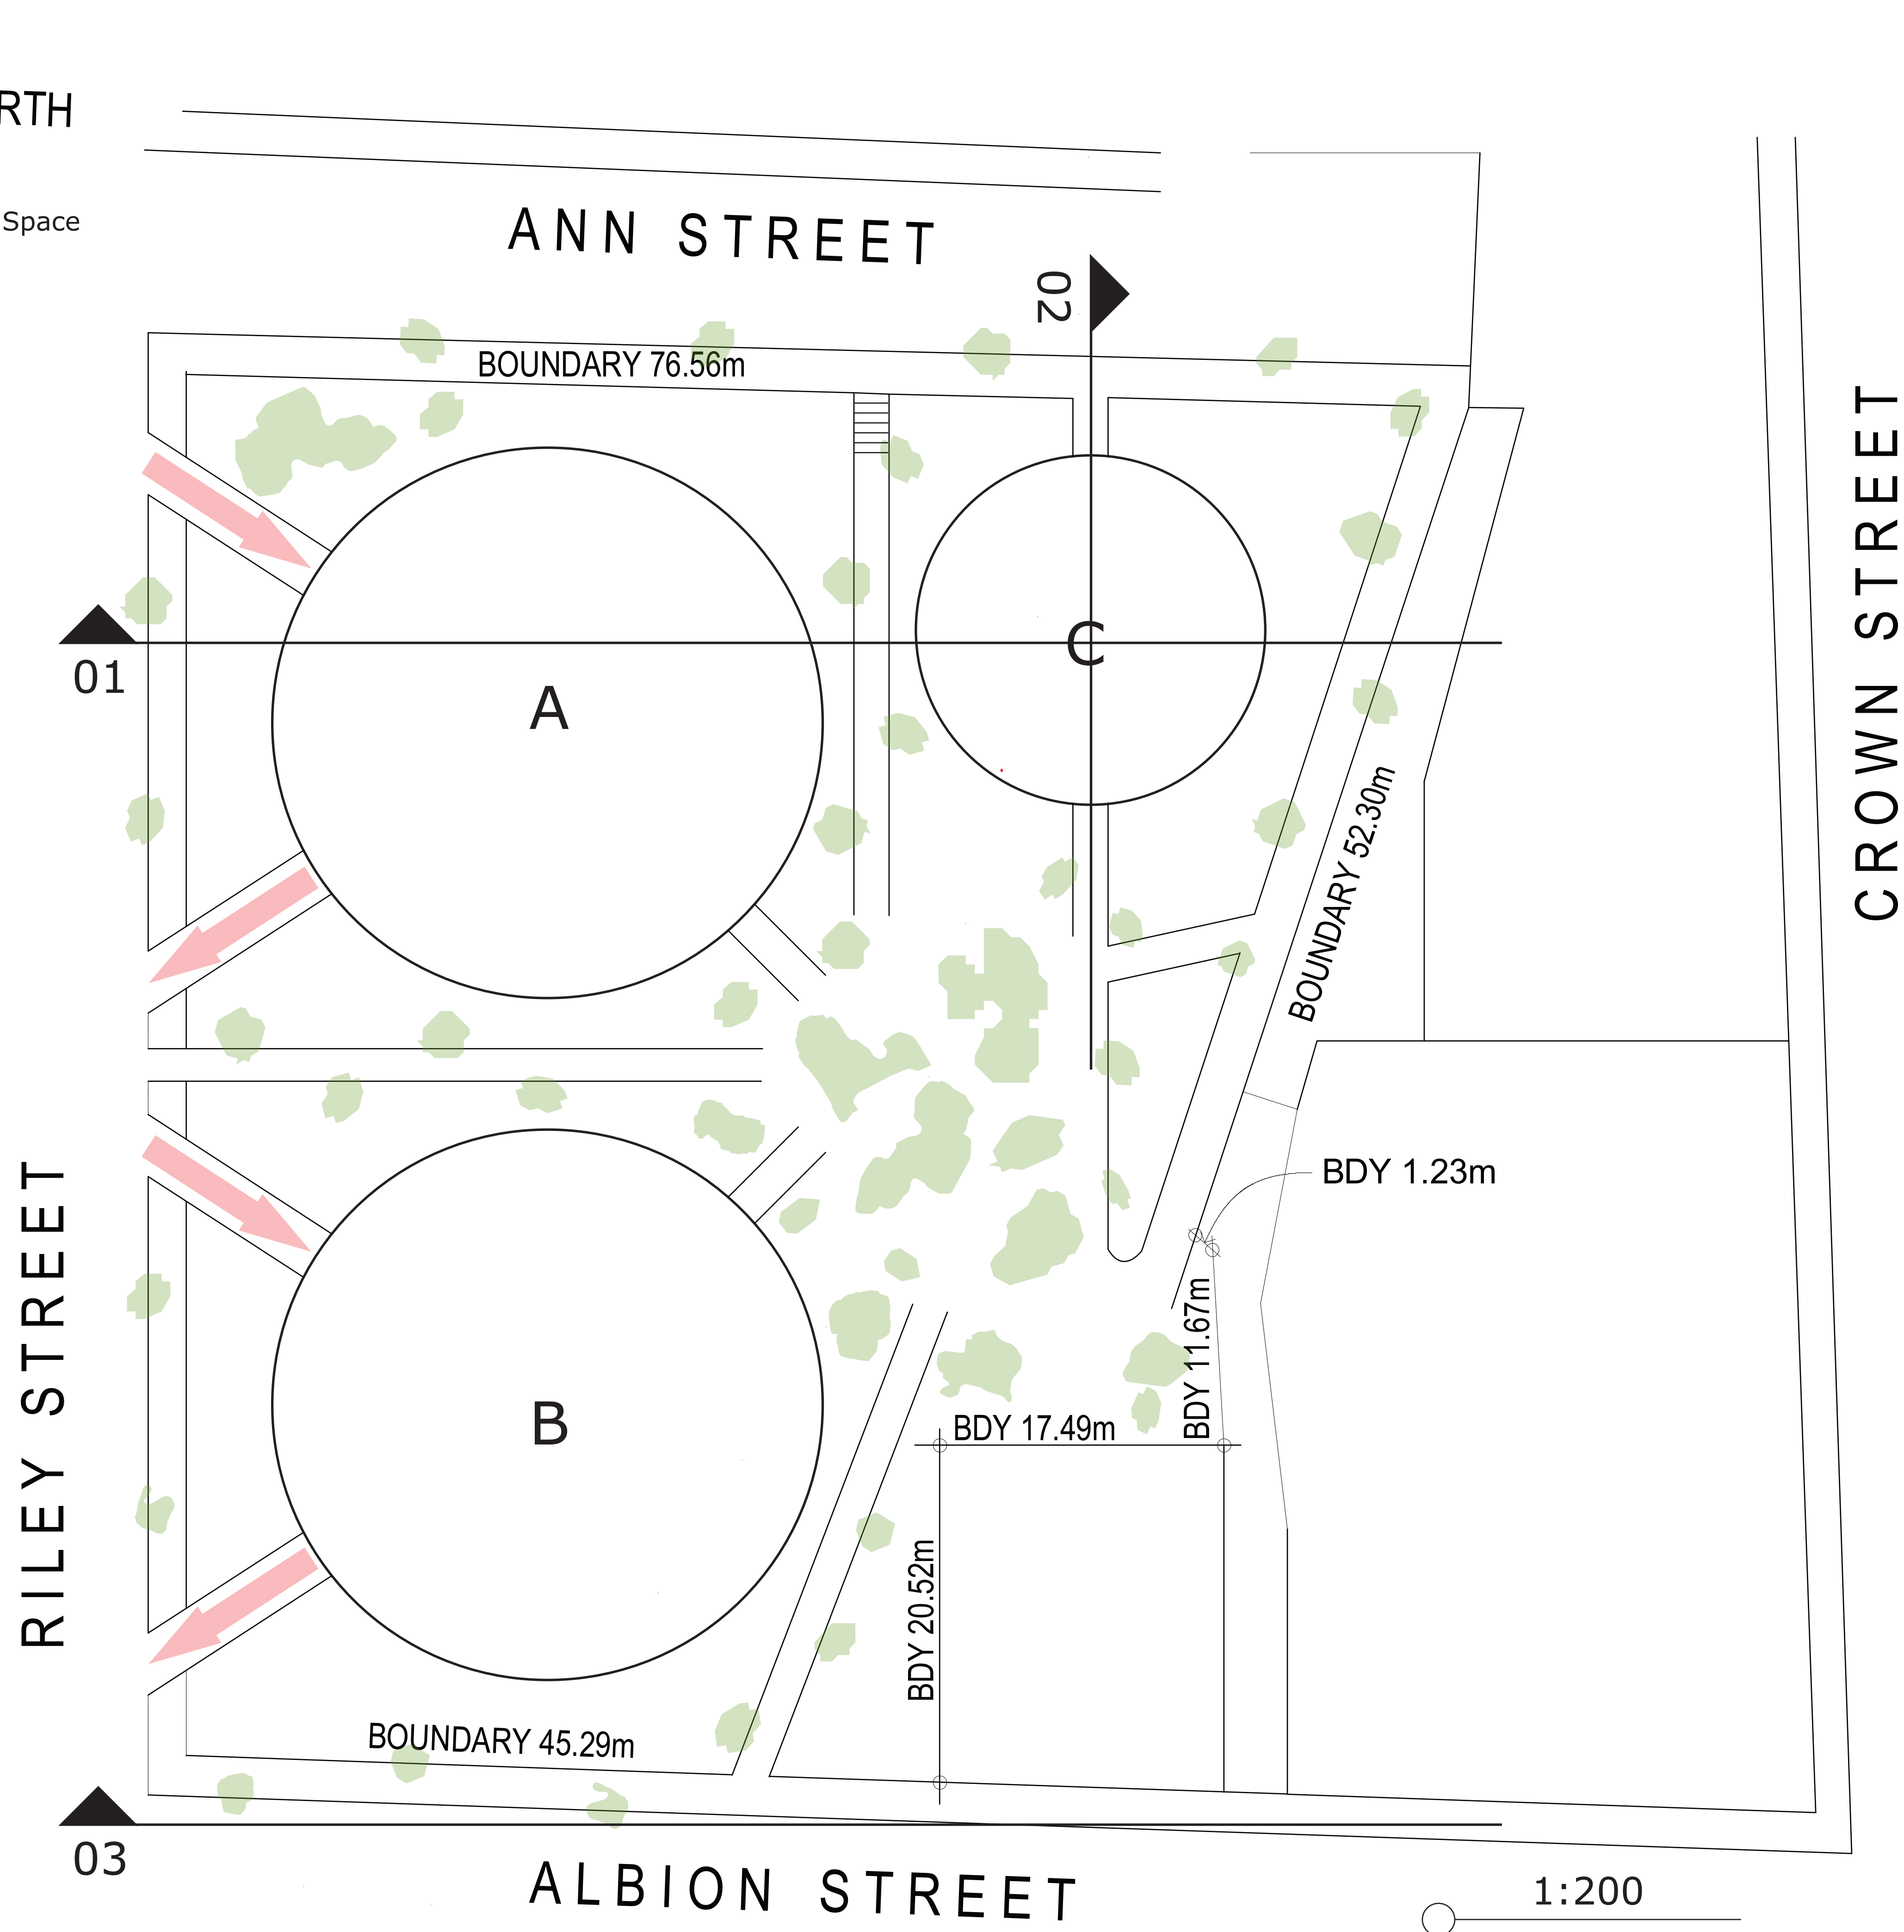 RTH
Space
ANN STREET
02
BOUNDARY 76.56m
CROWN STREET
C
01
A
BOUNDARY 52.30m
BDY 1.23m
RILEY STREET
BDY 11.67m
B
BDY 17.49m
BDY 20.52m
BOUNDARY 45.29m
03
ALBION STREET
1:200